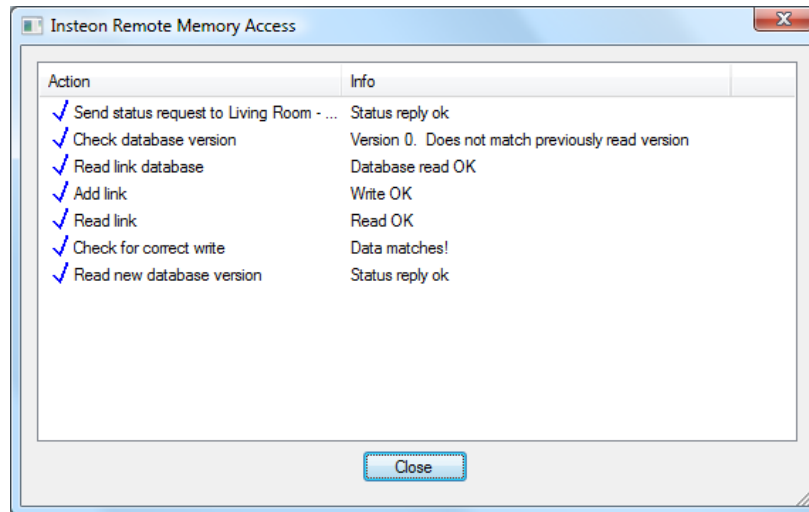 Insteon Remote Memory Access
Action Info
Send status request to Living Room - ... Status reply ok
Check database version Version 0. Does not match previously read version
Read link database Database read OK
Add link Write OK
Read link Read OK
Check for correct write Data matches!
Read new database version Status reply ok
Close